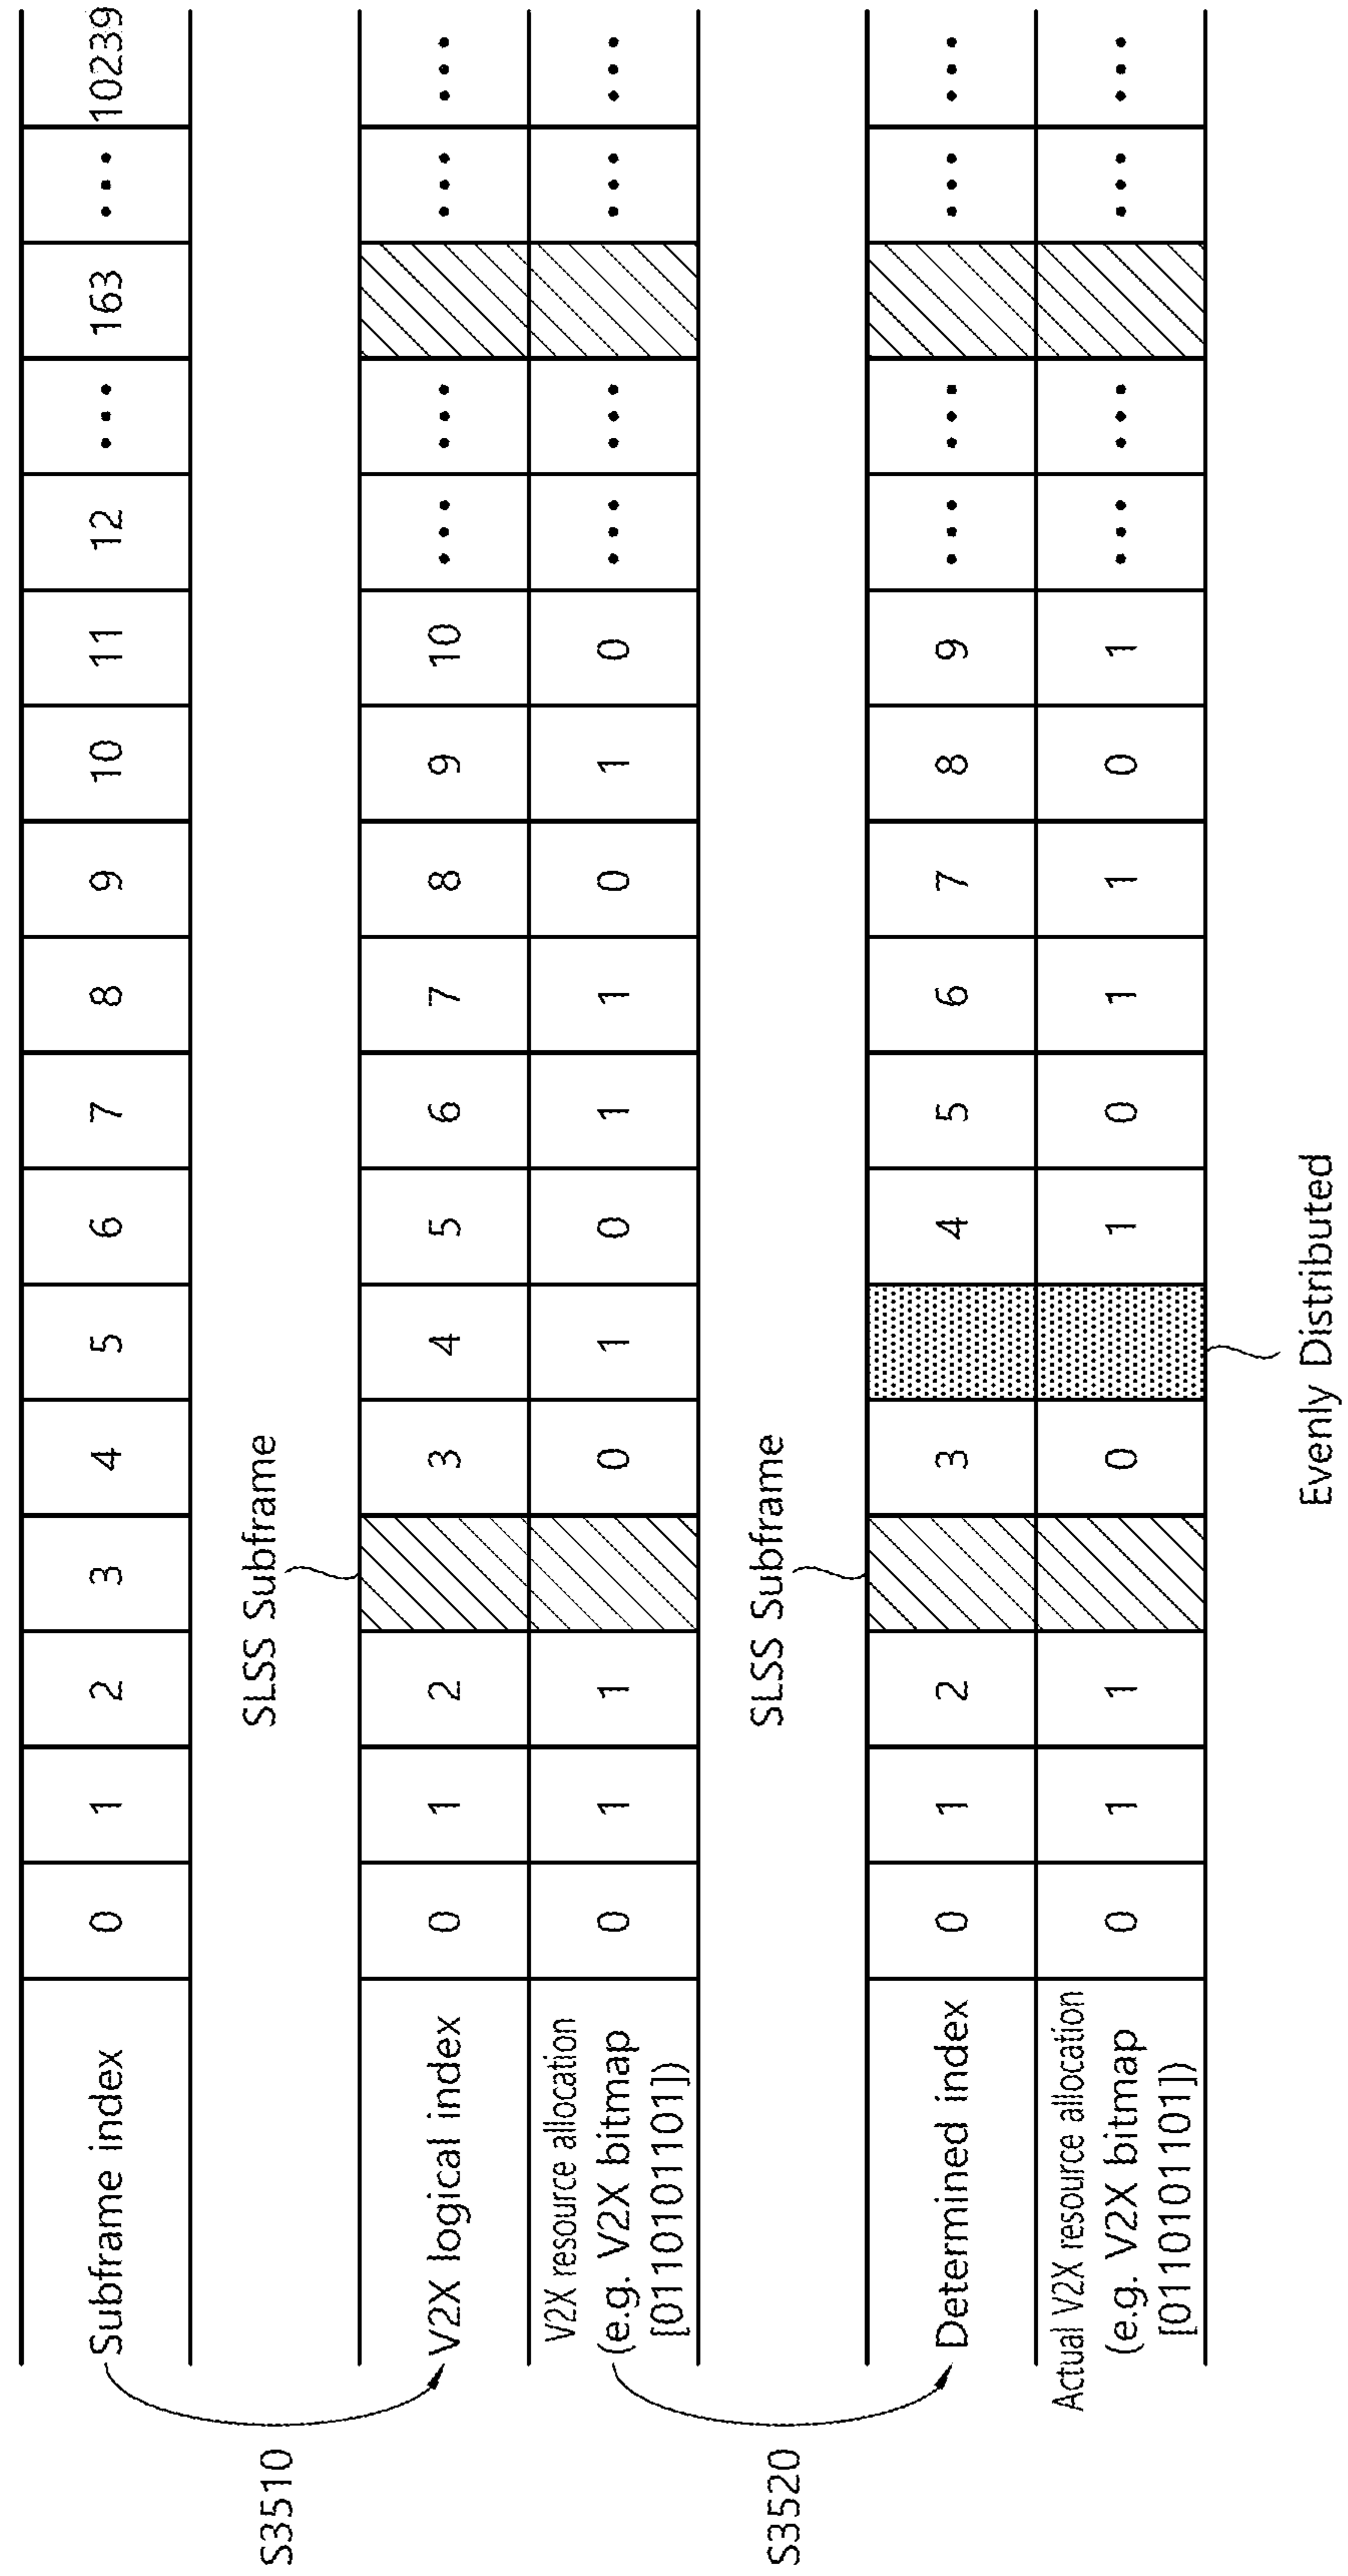 Subframe index 0 1 2 3 4 5 6 7 8 9 10 11 12 ••• 163 ••• 10239
S3510
SLSS Subframe
V2X logical index 0 1 2 3 4 5 6 7 8 9 10 ••• ••• ••• •••
V2X resource allocation
(e.g. V2X bitmap
[0110101101])
0 1 1 0 1 0 1 1 0 1 0 ••• ••• ••• •••
S3520
SLSS Subframe
Determined index 0 1 2 3 4 5 6 7 8 9 ••• ••• ••• •••
Actual V2X resource allocation
(e.g. V2X bitmap
[0110101101])
0 1 1 0 1 0 1 1 0 1 ••• ••• ••• •••
Evenly Distributed